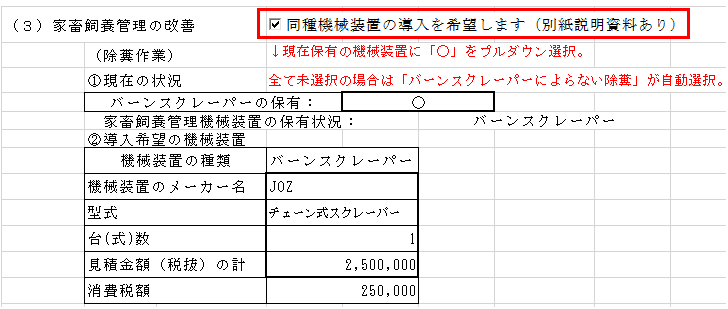 （３）家畜飼養管理の改善 ☑同種機械装置の導入を希望します（別紙説明資料あり）
（除糞作業） ↓現在保有の機械装置に「〇」をプルダウン選択。
①現在の状況 全て未選択の場合は「バーンスクレーパーによらない除糞」が自動選択。
バーンスクレーパーの保有： 〇
家畜飼養管理機械装置の保有状況： バーンスクレーパー
②導入希望の機械装置
機械装置の種類 バーンスクレーパー
機械装置のメーカー名 JOZ
型式 チェーン式スクレーバー
台(式)数 1
見積金額（税抜）の計 2,500,000
消費税額 250,000